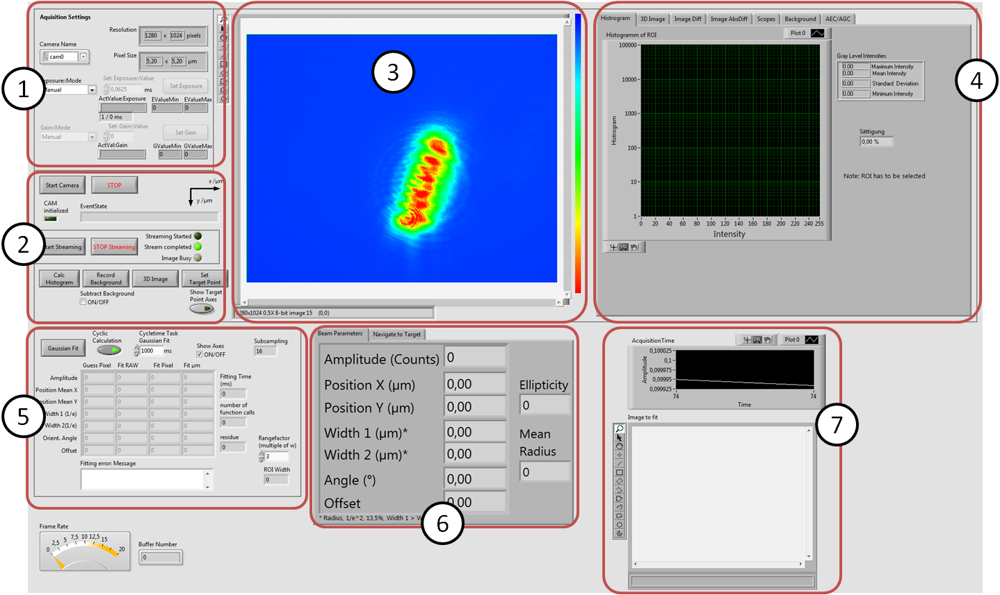 Aquisition Settings
Resolution
1280 x 1024 pixels
Camera Name
cam0
Pixel Size
5,20 x 5,20 µm
1
xposure::Mode
Manual
Set: Exposure::Value
0,0625 ms
Set Exposure
ActValue:Exposure
EValueMin
EValueMax
0
0
1 / 0 ms
Gain::Mode
Manual
Set: Gain::Value
0
Set Gain
ActVal:Gain
GValueMin
GValueMax
0
0
Start Camera
STOP
x /µm
y /µm
CAM
initialized
EventState
2
tart Streaming
STOP Streaming
Streaming Started
Stream completed
Image Busy
Calc
Histogram
Record
Background
3D Image
Set
Target Point
Subtract Background
ON/OFF
Show Target
Point Axes
3
1280x1024 0.5X 8-bit image 15 (0,0)
Histrogram
3D Image
Image Diff
Image AbsDiff
Scopes
Background
AEC/AGC
Histogramm of ROI
Plot 0
100000
10000
1000
100
10
1
Histrogram
0 20 40 60 80 100 120 140 160 180 200 220 240 255
Intensity
Gray Level Intensities
0.00 Maximum Intensity
0.00 Mean Intensity
0.00 Standard Deviation
0.00 Minimum Intensity
4
Sättigung
0,00 %
Note: ROI has to be selected
Gaussian Fit
Cyclic
Calculation
Cycletime Task
Gaussian Fit
1000 ms
Show Axes
ON/OFF
Subsampling
16
Guess Pixel
Fit RAW
Fit Pixel
Fit µm
Amplitude 0 0 0 0
Position Mean X 0 0 0 0
osition Mean Y 0 0 0 0
Width 1 (1/e) 0 0 0 0
Width 2(1/e) 0 0 0 0
Orient. Angle 0 0 0 0
Offset 0 0 0 0
5
Fitting Time
(ms)
0
number of
function calls
0
residue
0
Rangefactor
(multiple of w)
3
ROI Width
0
Fitting error: Message
Beam Parameters
Navigate to Target
Amplitude (Counts) 0
Position X (µm) 0,00
Position Y (µm) 0,00
Width 1 (µm)* 0,00
Width 2 (µm)* 0,00
Angle (°) 0,00
Offset 0,00
Ellipticity
0
Mean
Radius
0
* Radius, 1/e^2, 13,5%, Width 1 > W
6
AcquisitionTime
Plot 0
Amplitude
0,100025
0,1
0,09995
0,099925
74
74
Time
7
Image to fit
Frame Rate
0 2,5 5 7,5 10 12,5 15 20
Buffer Number
0